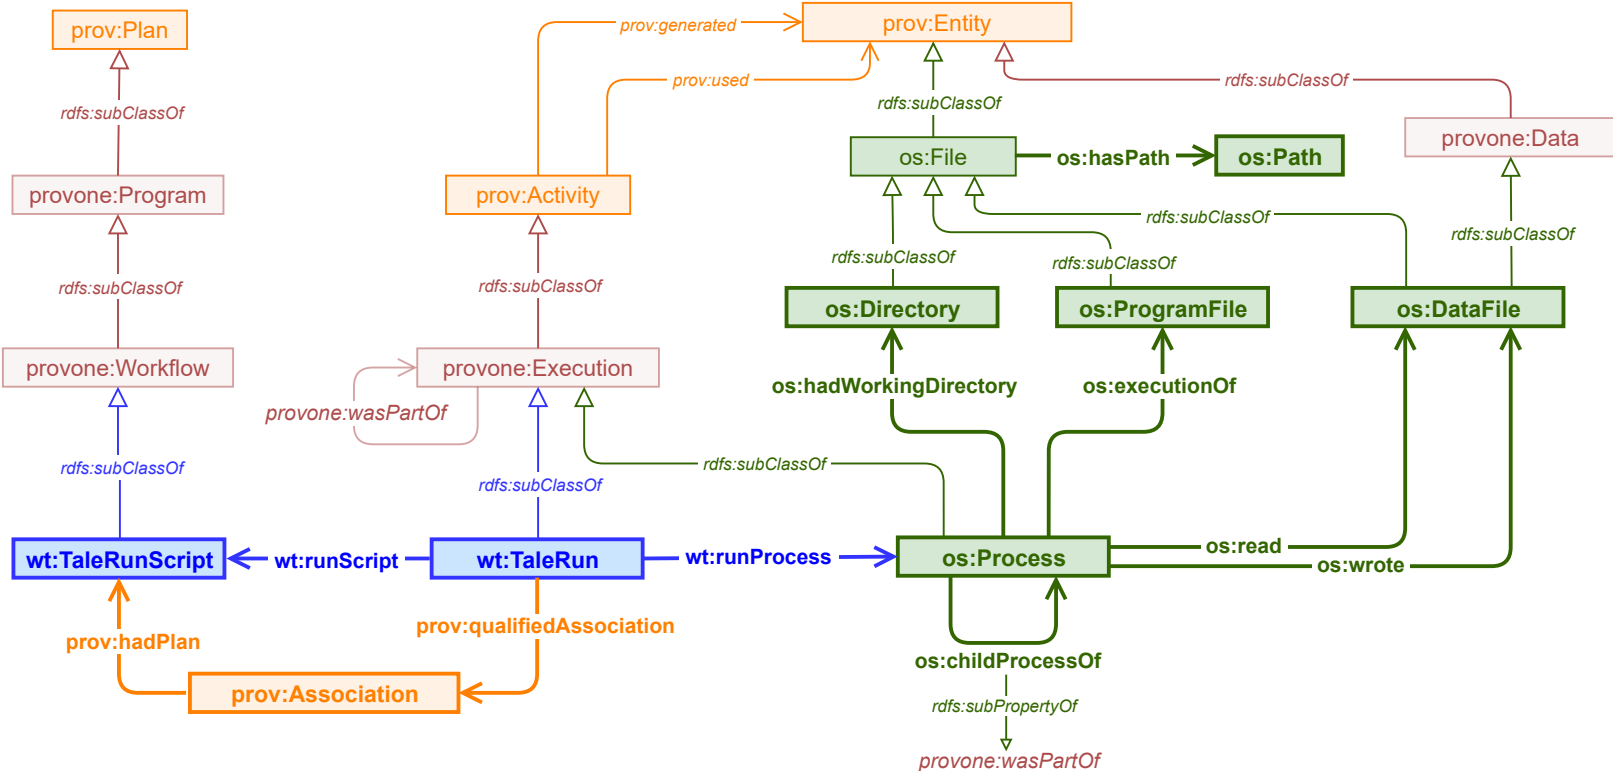 prov:Plan
prov:generated
prov:Entity
prov:used
rdfs:subClassOf
rdfs:subClassOf
rdfs:subClassOf
provone:Data
os:File
os:hasPath
os:Path
provone:Program
prov:Activity
rdfs:subClassOf
rdfs:subClassOf
rdfs:subClassOf
rdfs:subClassOf
rdfs:subClassOf
rdfs:subClassOf
os:Directory
os:ProgramFile
os:DataFile
provone:Workflow
provone:Execution
os:hadWorkingDirectory
os:executionOf
provone:wasPartOf
rdfs:subClassOf
rdfs:subClassOf
rdfs:subClassOf
wt:TaleRunScript
wt:runScript
wt:TaleRun
wt:runProcess
os:Process
os:read
os:wrote
prov:hadPlan
prov:qualifiedAssociation
os:childProcessOf
prov:Association
rdfs:subPropertyOf
provone:wasPartOf